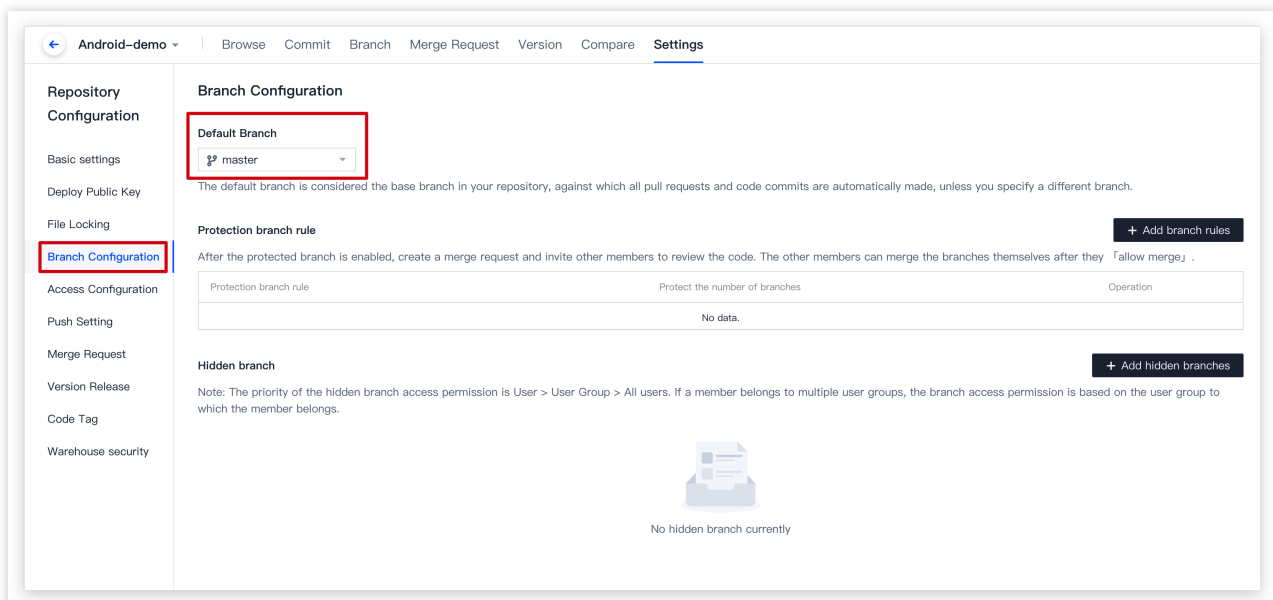 Android-demo Browse Commit Branch Merge Request Version Compare Settings
Repository
Configuration
Basic settings
Deploy Public Key
File Locking
Branch Configuration
Access Configuration
Push Setting
Merge Request
Version Release
Code Tag
Warehouse security
Branch Configuration
Default Branch
master
The default branch is considered the base branch in your repository, against which all pull requests and code commits are automatically made, unless you specify a different branch.
Protection branch rule
+ Add branch rules
After the protected branch is enabled, create a merge request and invite other members to review the code. The other members can merge the branches themselves after they 「allow merge」.
Protection branch rule Protect the number of branches Operation
No data.
Hidden branch
+ Add hidden branches
Note: The priority of the hidden branch access permission is User > User Group > All users. If a member belongs to multiple user groups, the branch access permission is based on the user group to
which the member belongs.
No hidden branch currently